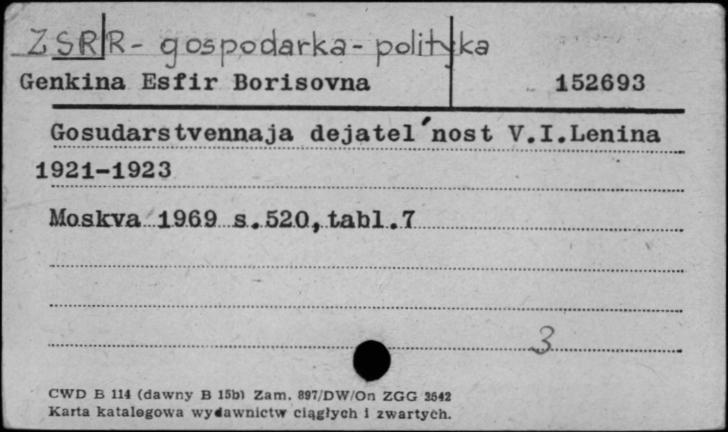 ZSRR - gospodarka - polityka
Genkina Esfir Borisovna 152693
Gosudarstvennaja dejatel´nost V.I.Lenina
1921-1923
Moskva 1969 s.520,tabl.7
3
CWD B 114 (dawny B 15b) Zam. 897/DW/On ZGG 2542
Karta katalogowa wydawnictw ciągłych i zwartych.